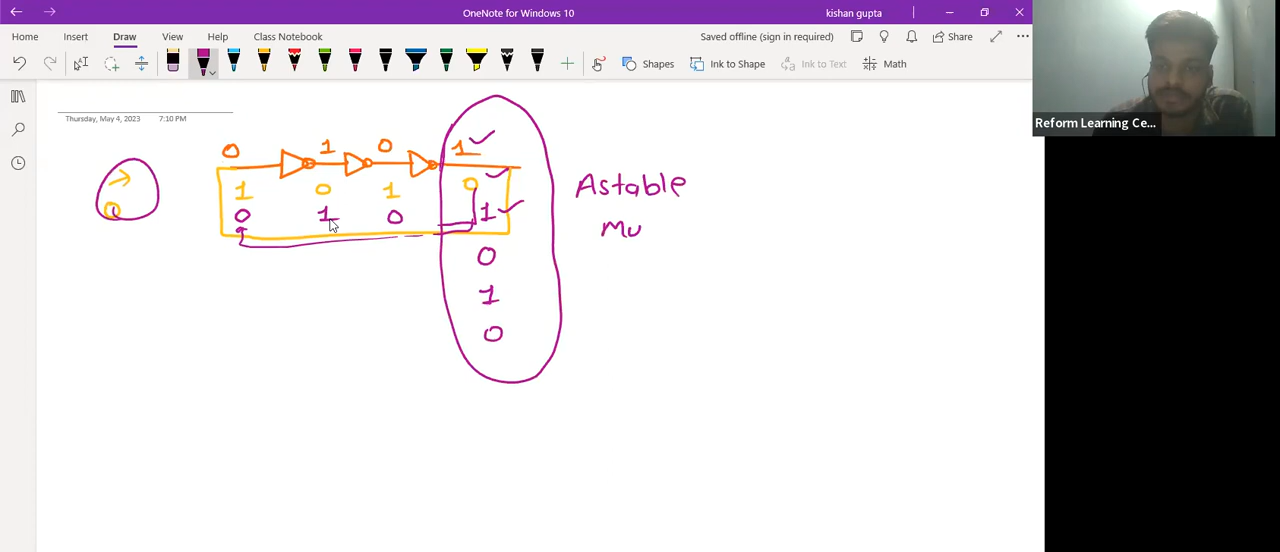 OneNote for Windows 10
kishan gupta
Home Insert Draw View Help Class Notebook
Saved offline (sign in required)
Share
Shapes
Ink to Shape
Ink to Text
Math
Reform Learning Ce...
Thursday, May 4, 2023 7:10 PM
0 1 0 1
1 0 1 0
0 1 0 1
0
1
0
Astable
Mu